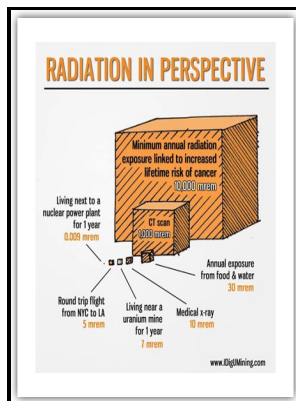 RADIATION IN PERSPECTIVE
Minimum annual radiation
exposure linked to increased
lifetime risk of cancer
10,000 mrem
CT scan
1,000 mrem
Living next to a
nuclear power plant
for 1 year
0.009 mrem
Annual exposure
from food & water
30 mrem
Round trip flight
from NYC to LA
5 mrem
Living near a
uranium mine
for 1 year
7 mrem
Medical x-ray
10 mrem
www.IDigUMining.com